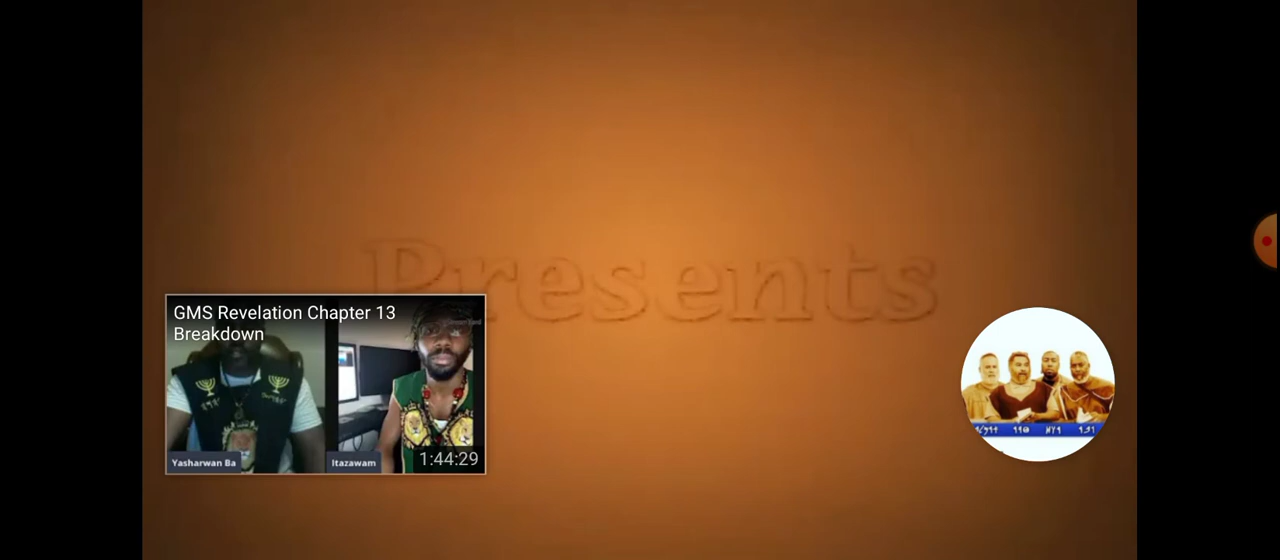 Presents
GMS Revelation Chapter 13
Breakdown
Yasharwan Ba
Itazawam
1:44:29